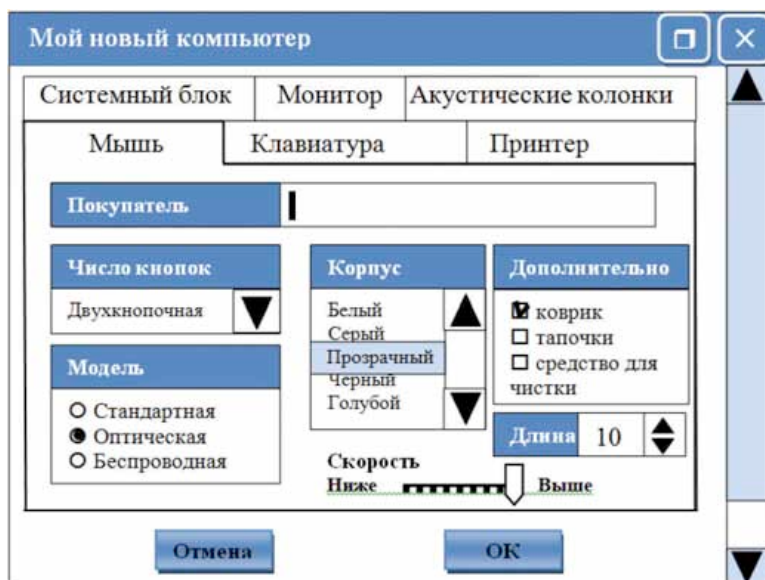 Мой новый компьютер
Системный блок Монитор Акустические колонки
Мышь Клавиатура Принтер
Покупатель
Число кнопок
Двухкнопочная
Модель
Стандартная
Оптическая
Беспроводная
Корпус
Белый
Серый
Прозрачный
Черный
Голубой
Скорость
Ниже Выше
Дополнительно
коврик
тапочки
средство для
чистки
Длина 10
Отмена OK